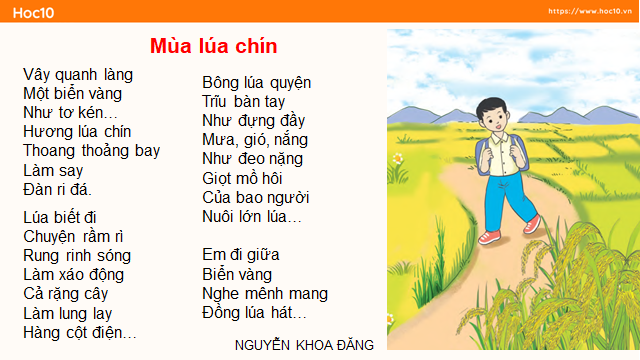 Hoc10
https://www.hoc10.vn
Mùa lúa chín
Vây quanh làng
Một biển vàng
Như tơ kén…
Hương lúa chín
Thoang thoảng bay
Làm say
Đàn ri đá.
Lúa biết đi
Chuyện rầm rì
Rung rinh sóng
Làm xáo động
Cả rặng cây
Làm lung lay
Hàng cột điện…
Bông lúa quyện
Trĩu bàn tay
Như đựng đầy
Mưa, gió, nắng
Như đeo nặng
Giọt mồ hôi
Của bao người
Nuôi lớn lúa…
Em đi giữa
Biển vàng
Nghe mênh mang
Đồng lúa hát…
NGUYỄN KHOA ĐĂNG